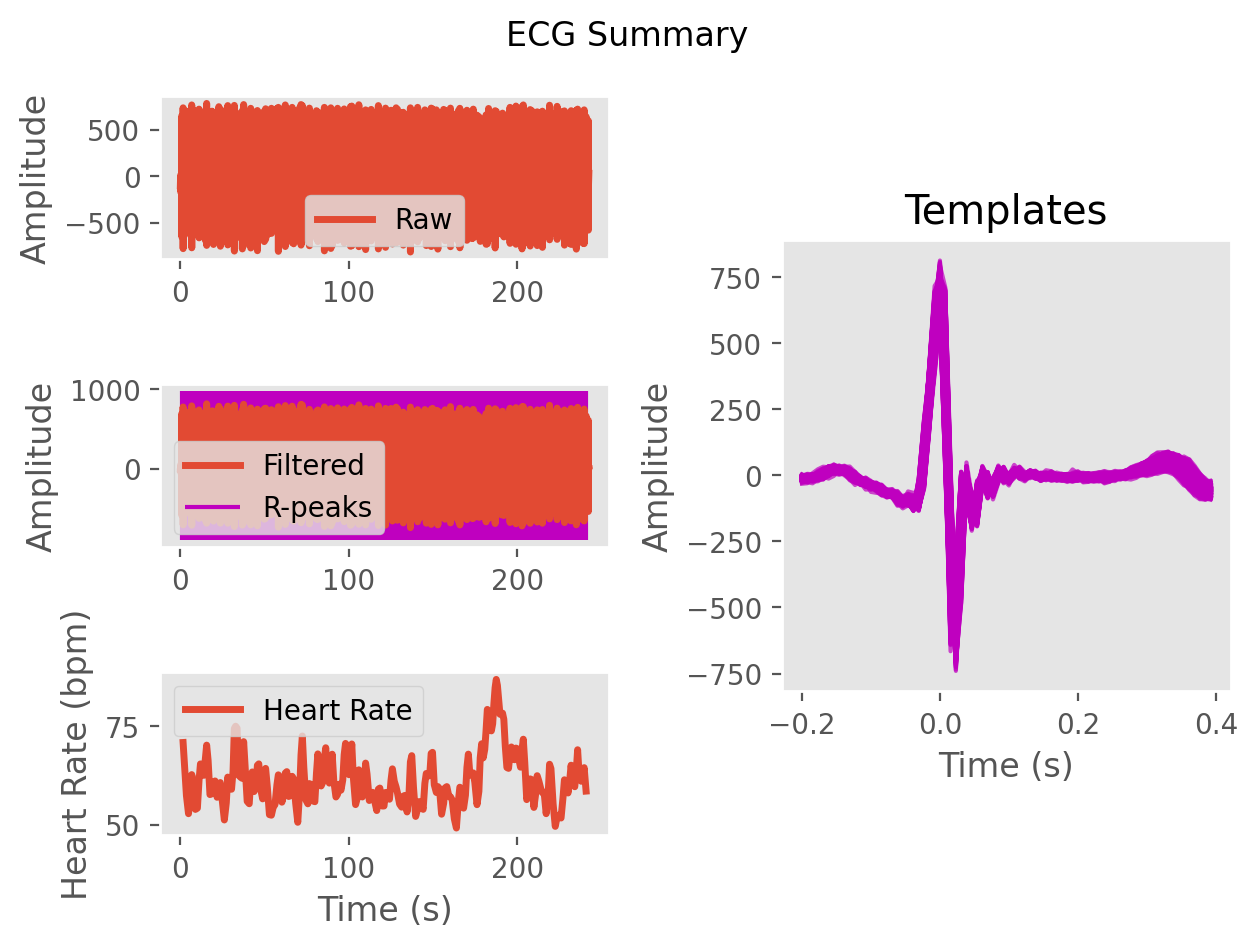 ECG Summary
Amplitude
500
0
−500
Raw
0 100 200
Amplitude
1000
0
Filtered
R-peaks
0 100 200
Heart Rate (bpm)
75
50
Heart Rate
0 100 200
Time (s)
Templates
Amplitude
750
500
250
0
−250
−500
−750
−0.2 0.0 0.2 0.4
Time (s)